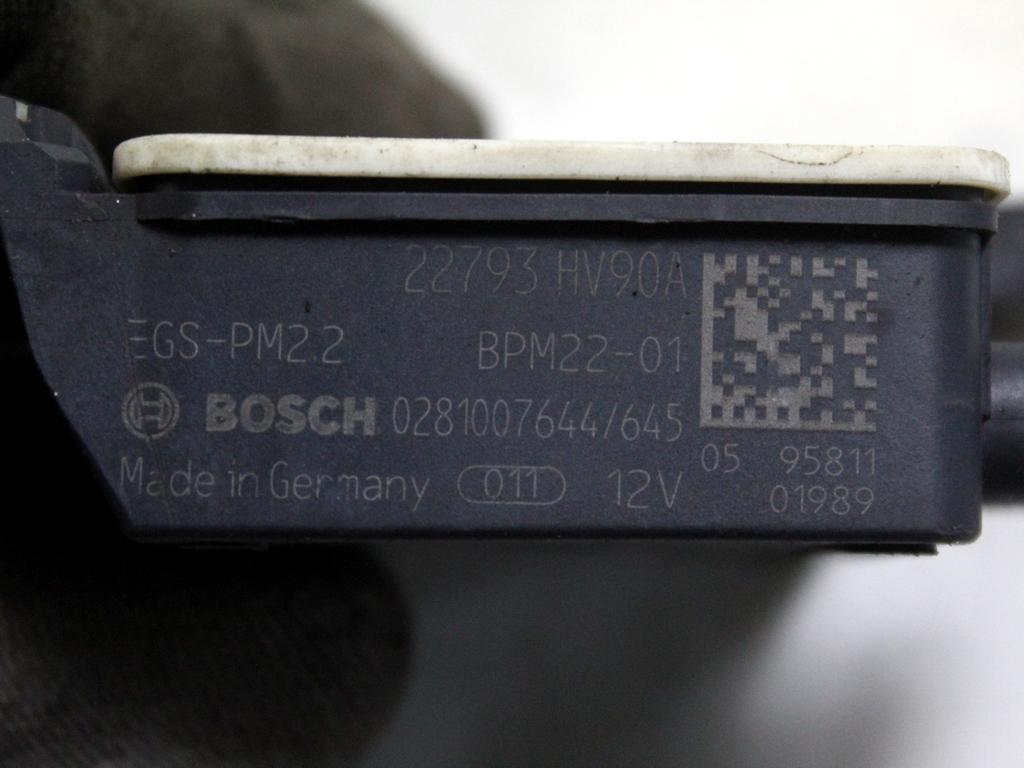 22793 HV90A
EGS-PM2.2 BPM22-01
BOSCH 0281007644/645
05 95811
Made in Germany 011 12V
01989